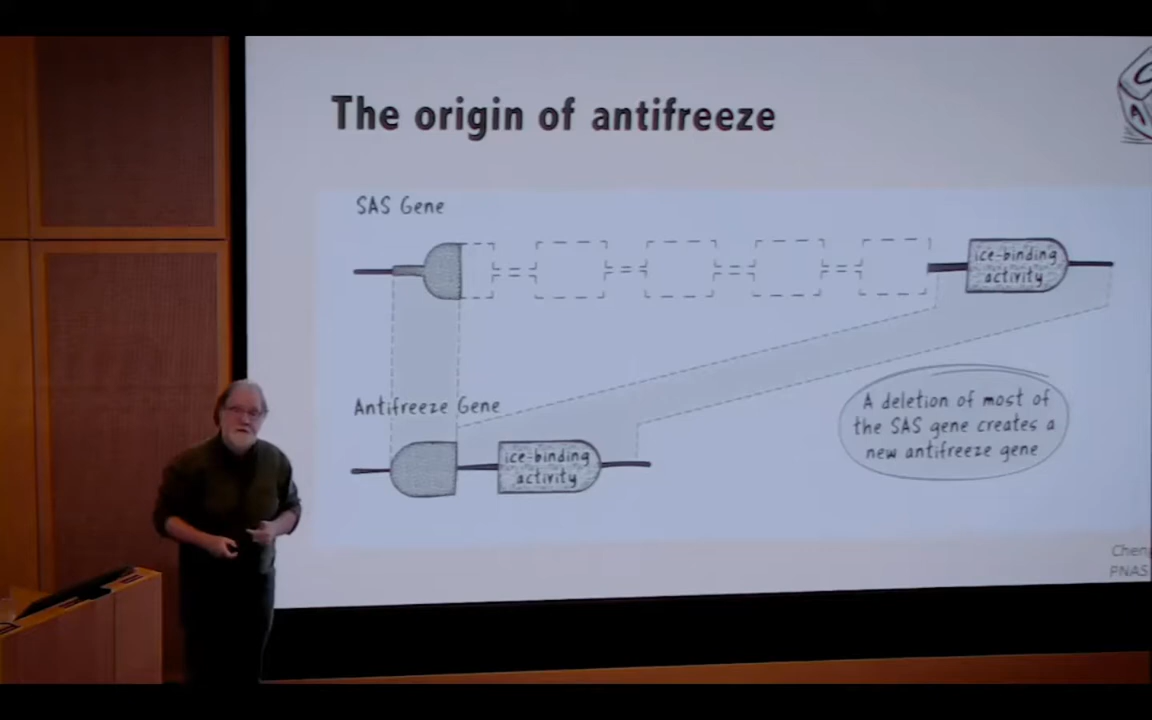 The origin of antifreeze
SAS Gene
ice-binding
activity
Antifreeze Gene
ice-binding
activity
A deletion of most of
the SAS gene creates a
new antifreeze gene
PNAS